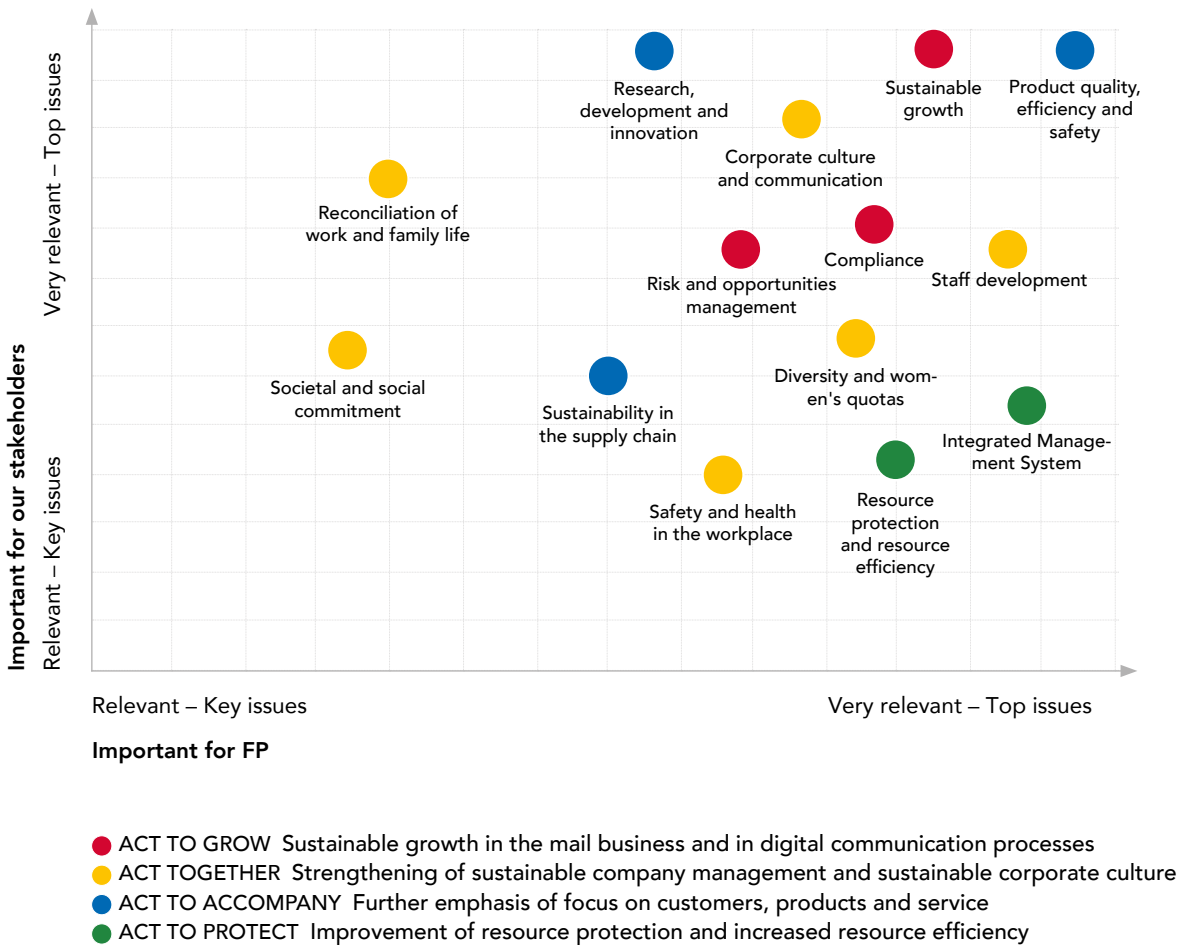 Research,
development and
innovation
Sustainable
growth
Product quality,
efficiency and
safety
Corporate culture
and communication
Reconciliation of
work and family life
Compliance
Staff development
Risk and opportunities
management
Societal and social
commitment
Diversity and wom-
en's quotas
Sustainability in
the supply chain
Integrated Manage-
ment System
Safety and health
in the workplace
Resource
protection
and resource
efficiency
Important for our stakeholders
Very relevant – Top issues
Relevant – Key issues
Relevant – Key issues
Very relevant – Top issues
Important for FP
ACT TO GROW Sustainable growth in the mail business and in digital communication processes
ACT TOGETHER Strengthening of sustainable company management and sustainable corporate culture
ACT TO ACCOMPANY Further emphasis of focus on customers, products and service
ACT TO PROTECT Improvement of resource protection and increased resource efficiency